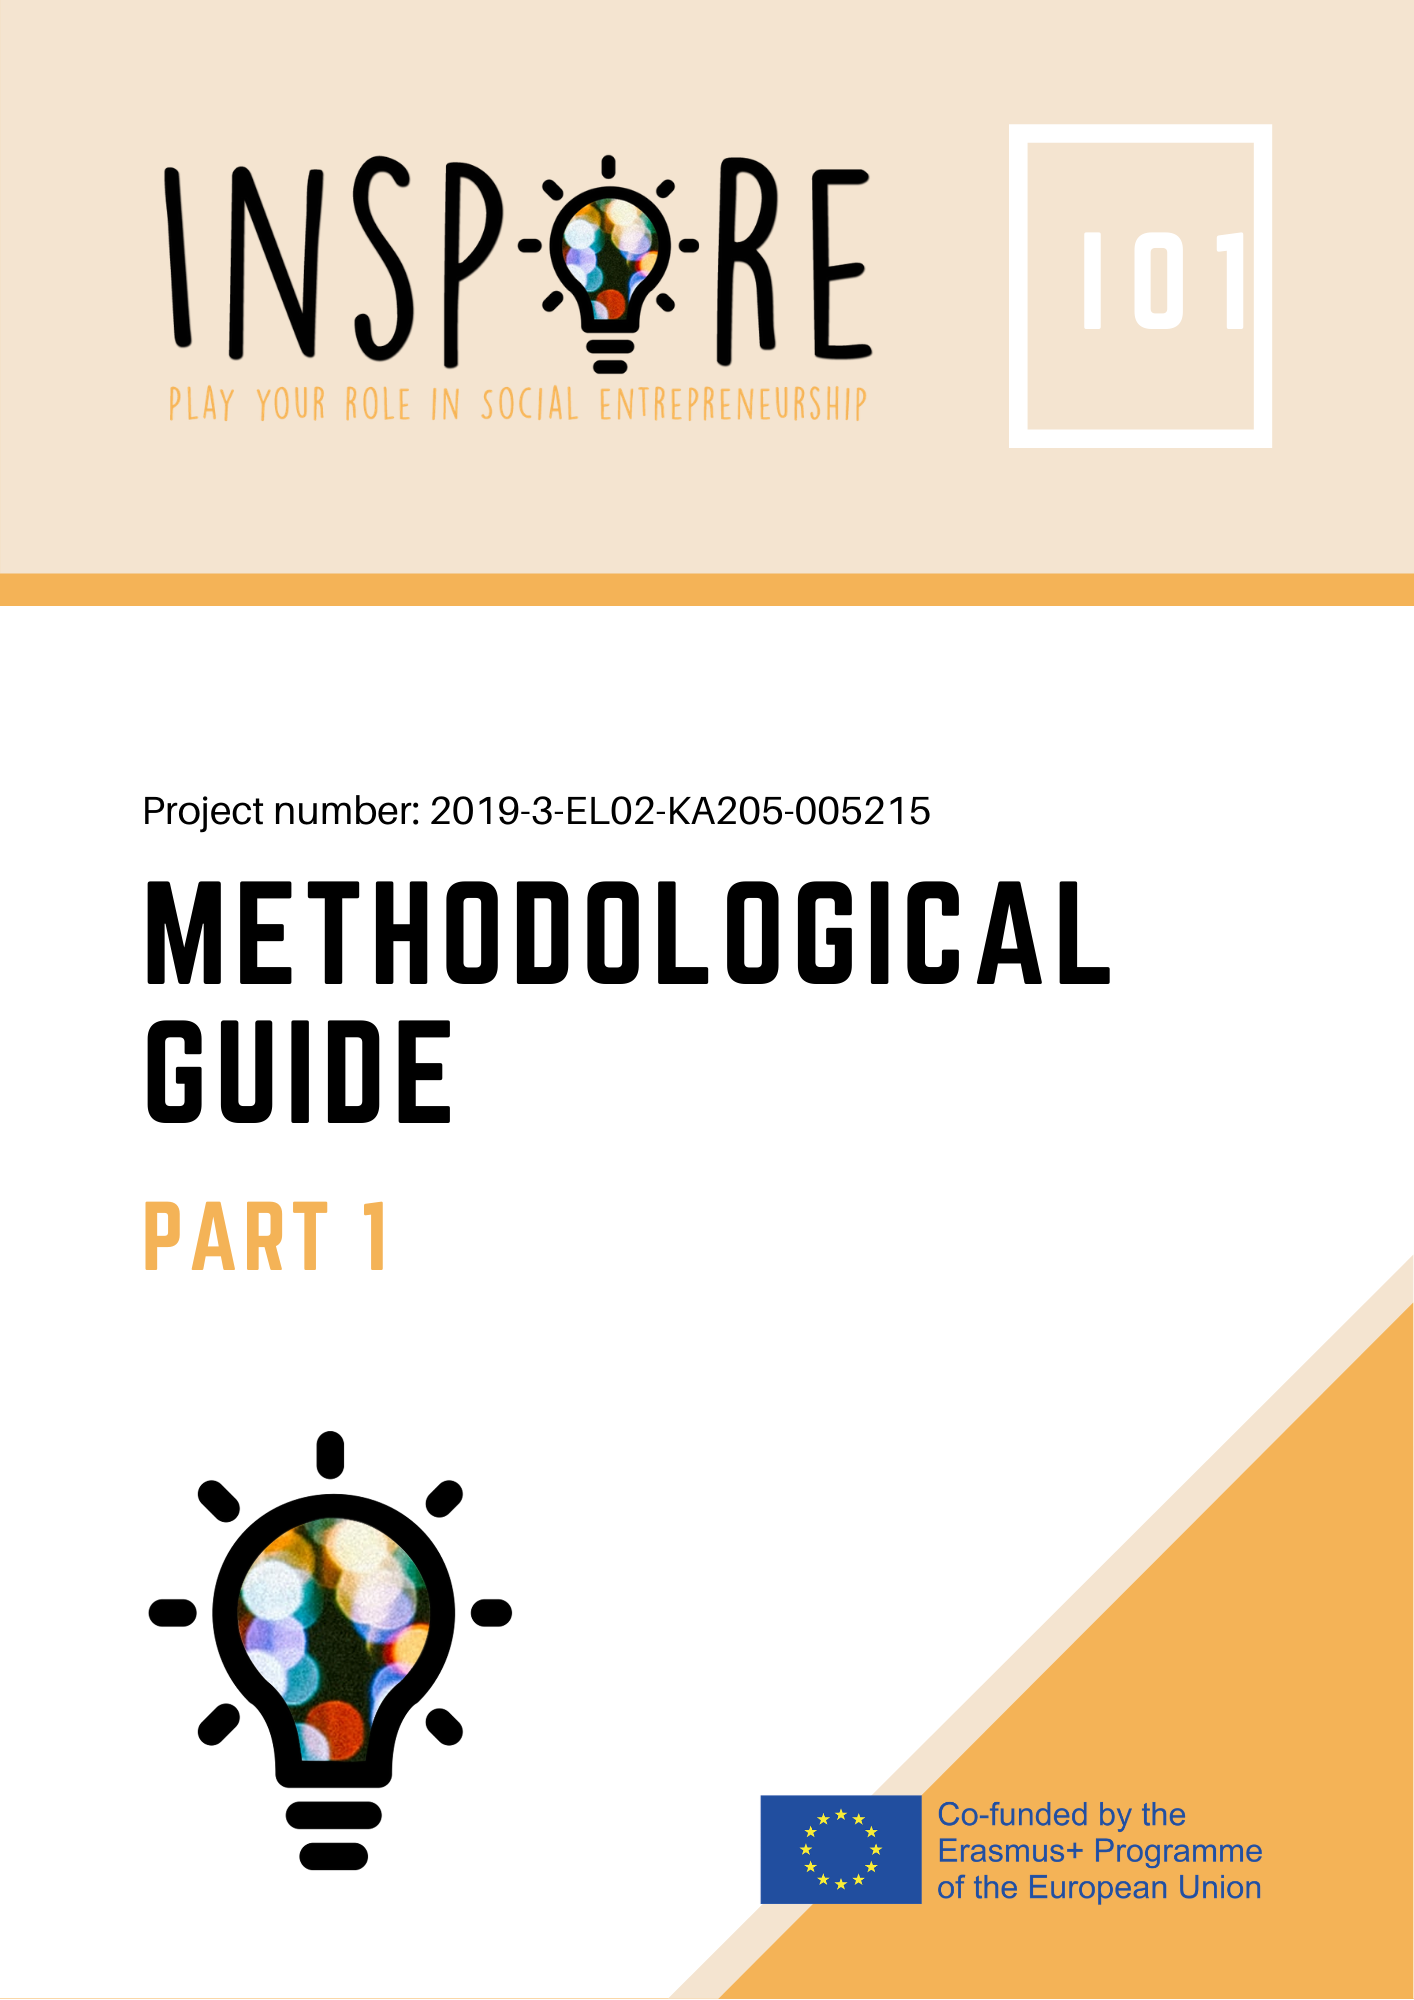 INSPRE
PLAY YOUR ROLE IN SOCIAL ENTREPRENEURSHIP
IO1
Project number: 2019-3-EL02-KA205-005215
METHODOLOGICAL
GUIDE
PART 1
Co-funded by the
Erasmus+ Programme
of the European Union